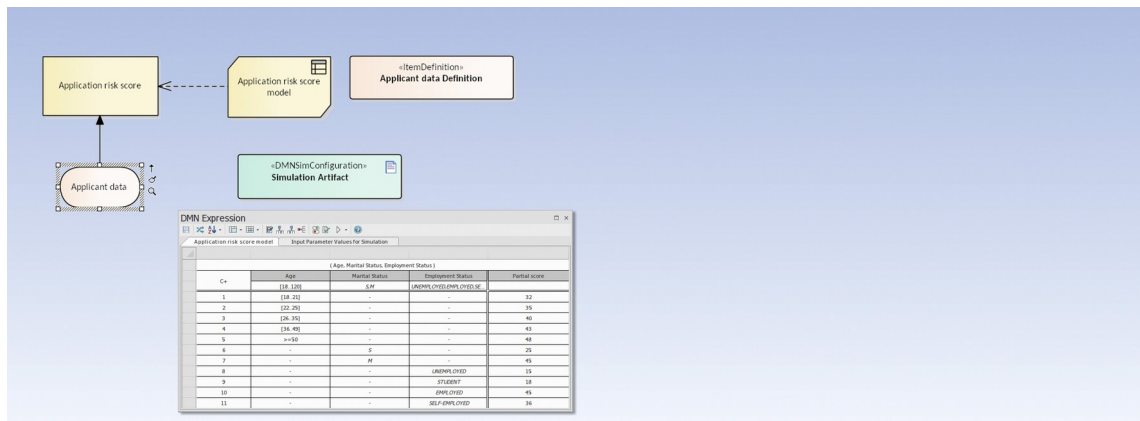 Application risk score
Application risk score
model
«ItemDefinition»
Applicant data Definition
Applicant data
«DMNSimConfiguration»
Simulation Artifact
DMN Expression
Application risk score model
Input Parameter Values for Simulation
( Age, Marital Status, Employment Status )
C+ Age Marital Status Employment Status Partial score
[18..120] S,M UNEMPLOYED,EMPLOYED,SE...
1 [18..21] - - 32
2 [22..25] - - 35
3 [26..35] - - 40
4 [36..49] - - 43
5 >=50 - - 48
6 - S - 25
7 - M - 45
8 - - UNEMPLOYED 15
9 - - STUDENT 18
10 - - EMPLOYED 45
11 - - SELF-EMPLOYED 36